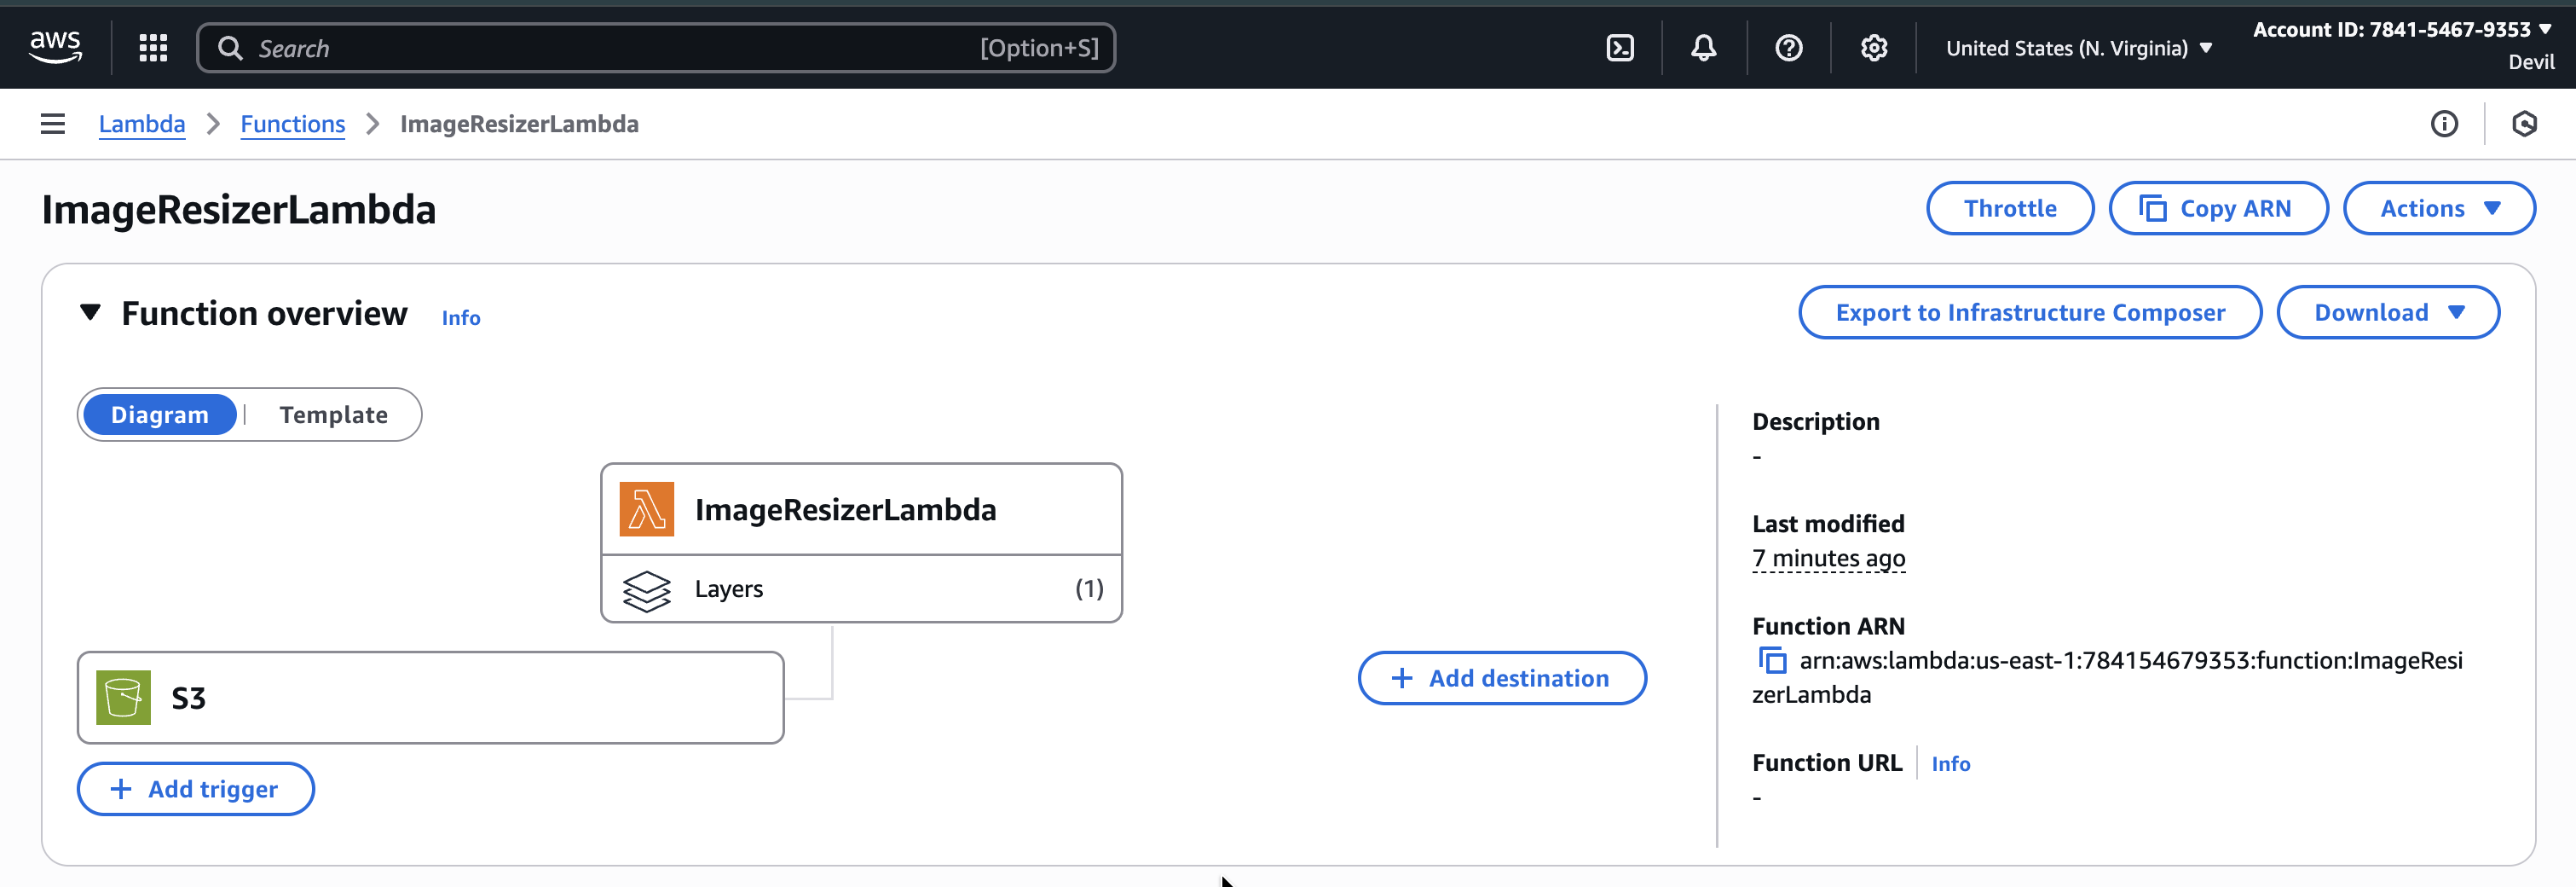 aws
Search [Option+S]
United States (N. Virginia)
Account ID: 7841-5467-9353
Devil
Lambda
Functions
ImageResizerLambda
ImageResizerLambda
Throttle
Copy ARN
Actions
Function overview
Info
Export to Infrastructure Composer
Download
Diagram
Template
ImageResizerLambda
Layers (1)
S3
+ Add trigger
+ Add destination
Description
-
Last modified
7 minutes ago
Function ARN
arn:aws:lambda:us-east-1:784154679353:function:ImageResi
zerLambda
Function URL
Info
-